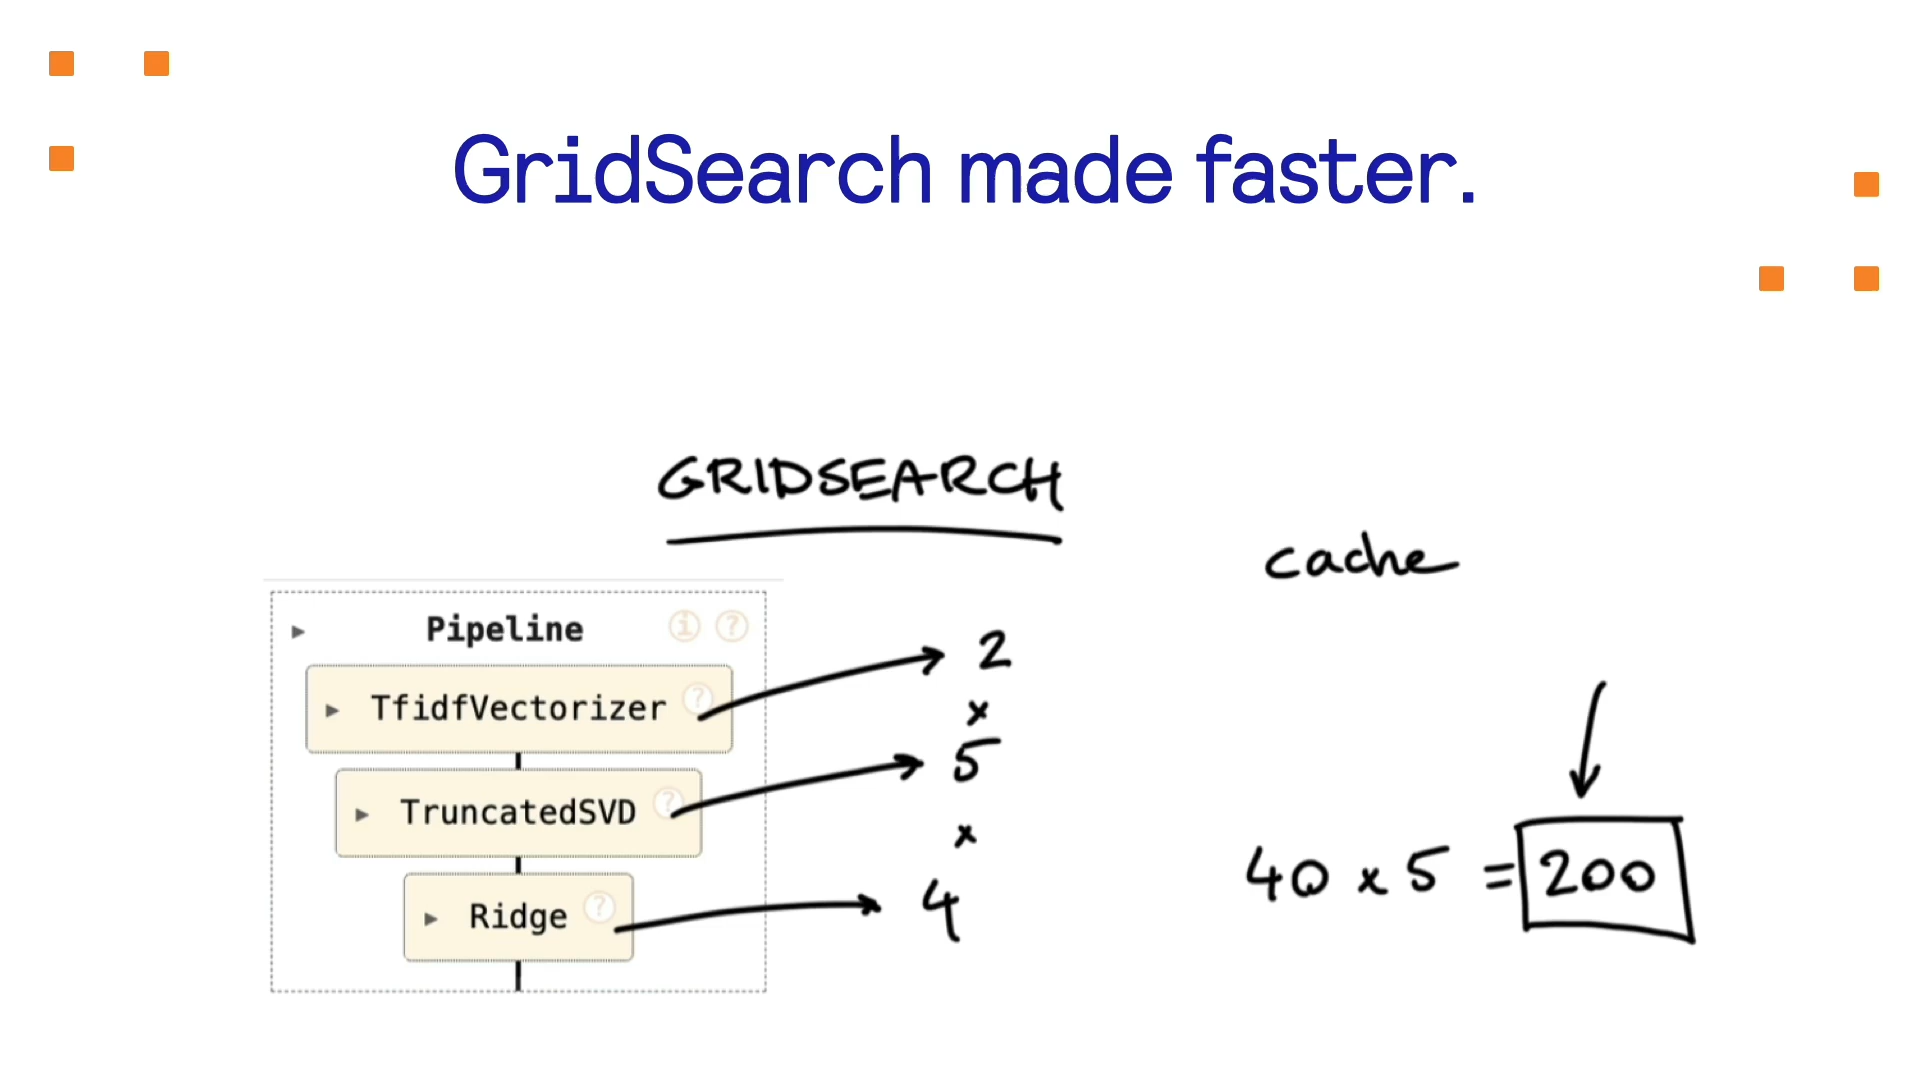 GridSearch made faster.
GRIDSEARCH
cache
Pipeline i ?
TfidfVectorizer ?
2
x
TruncatedSVD ?
5
x
Ridge ?
4
40 x 5 = 200